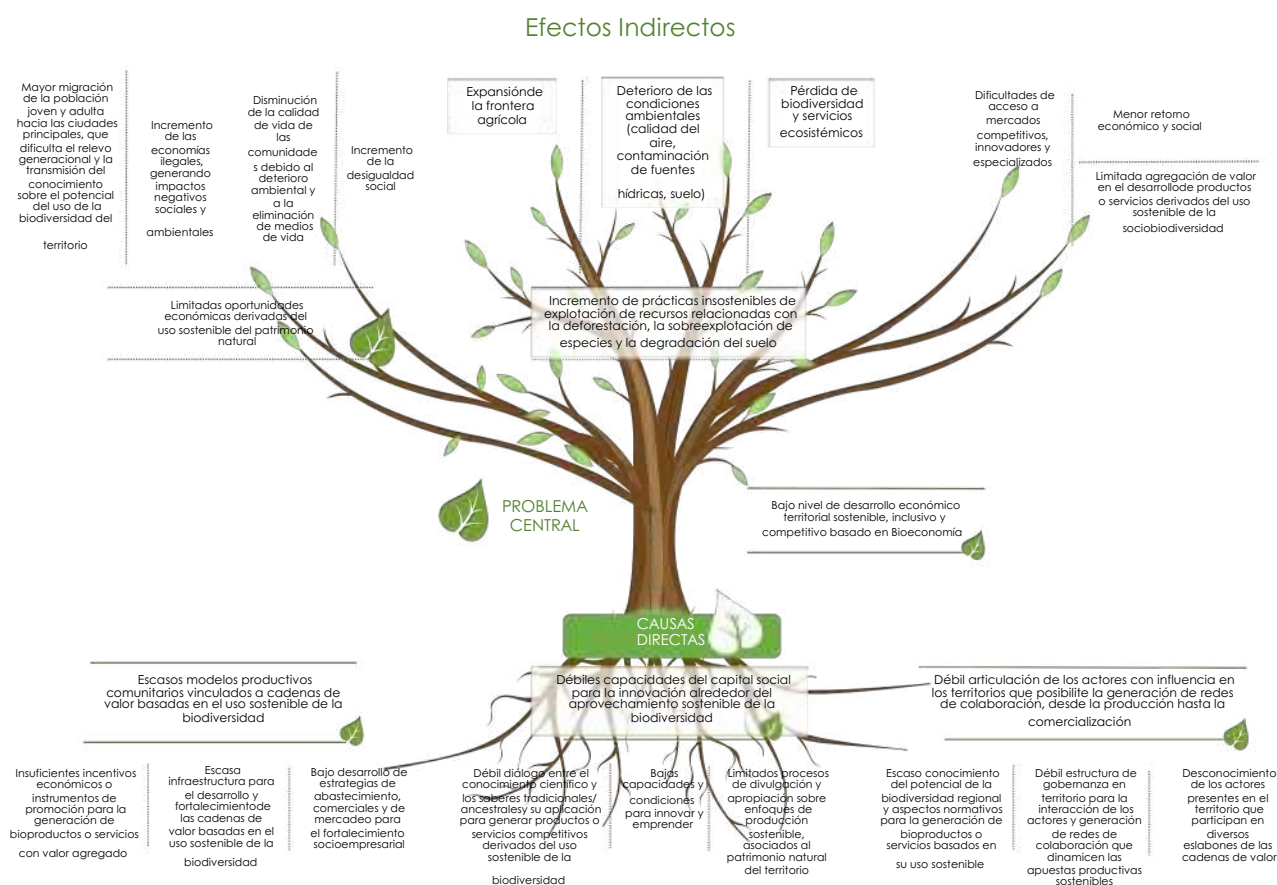 Efectos Indirectos
Mayor migración
de la población
joven y adulta
hacia las ciudades
principales, que
dificulta el relevo
generacional y la
transmisión del
conocimiento
sobre el potencial
del uso de la
biodiversidad del
territorio
Incremento
de las
economías
ilegales,
generando
impactos
negativos
sociales y
ambientales
Disminución
de la calidad
de vida de
las
comunidade
s debido al
deterioro
ambiental y
a la
eliminación
de medios
de vida
Incremento
de la
desigualdad
social
Expansiónde
la frontera
agrícola
Deterioro de las
condiciones
ambientales
(calidad del
aire,
contaminación
de fuentes
hídricas, suelo)
Pérdida de
biodiversidad
y servicios
ecosistémicos
Dificultades de
acceso a
mercados
competitivos,
innovadores y
especializados
Menor retorno
económico y social
Limitada agregación de valor
en el desarrollode productos
o servicios derivados del uso
sostenible de la
sociobiodiversidad
Limitadas oportunidades
económicas derivadas del
uso sostenible del patrimonio
natural
Incremento de prácticas insostenibles de
explotación de recursos relacionadas con
la deforestación, la sobreexplotación de
especies y la degradación del suelo
PROBLEMA
CENTRAL
Bajo nivel de desarrollo económico
territorial sostenible, inclusivo y
competitivo basado en Bioeconomía
CAUSAS
DIRECTAS
Escasos modelos productivos
comunitarios vinculados a cadenas de
valor basadas en el uso sostenible de la
biodiversidad
Débiles capacidades del capital social
para la innovación alrededor del
aprovechamiento sostenible de la
biodiversidad
Débil articulación de los actores con influencia en
los territorios que posibilite la generación de redes
de colaboración, desde la producción hasta la
comercialización
Insuficientes incentivos
económicos o
instrumentos de
promoción para la
generación de
bioproductos o servicios
con valor agregado
Escasa
infraestructura para
el desarrollo y
fortalecimientode
las cadenas de
valor basadas en el
uso sostenible de la
biodiversidad
Bajo desarrollo de
estrategias de
abastecimiento,
comerciales y de
mercadeo para
el fortalecimiento
socioempresarial
Débil diálogo entre el
conocimiento científico y
los saberes tradicionales/
ancestralesy su aplicación
para generar productos o
servicios competitivos
derivados del uso
sostenible de la
biodiversidad
Bajas
capacidades y
condiciones
para innovar y
emprender
Limitados procesos
de divulgación y
apropiación sobre
enfoques de
producción
sostenible,
asociados al
patrimonio natural
del territorio
Escaso conocimiento
del potencial de la
biodiversidad regional
y aspectos normativos
para la generación de
bioproductos o
servicios basados en
su uso sostenible
Débil estructura de
gobernanza en
territorio para la
interacción de los
actores y generación
de redes de
colaboración que
dinamicen las
apuestas productivas
sostenibles
Desconocimiento
de los actores
presentes en el
territorio que
participan en
diversos
eslabones de las
cadenas de valor